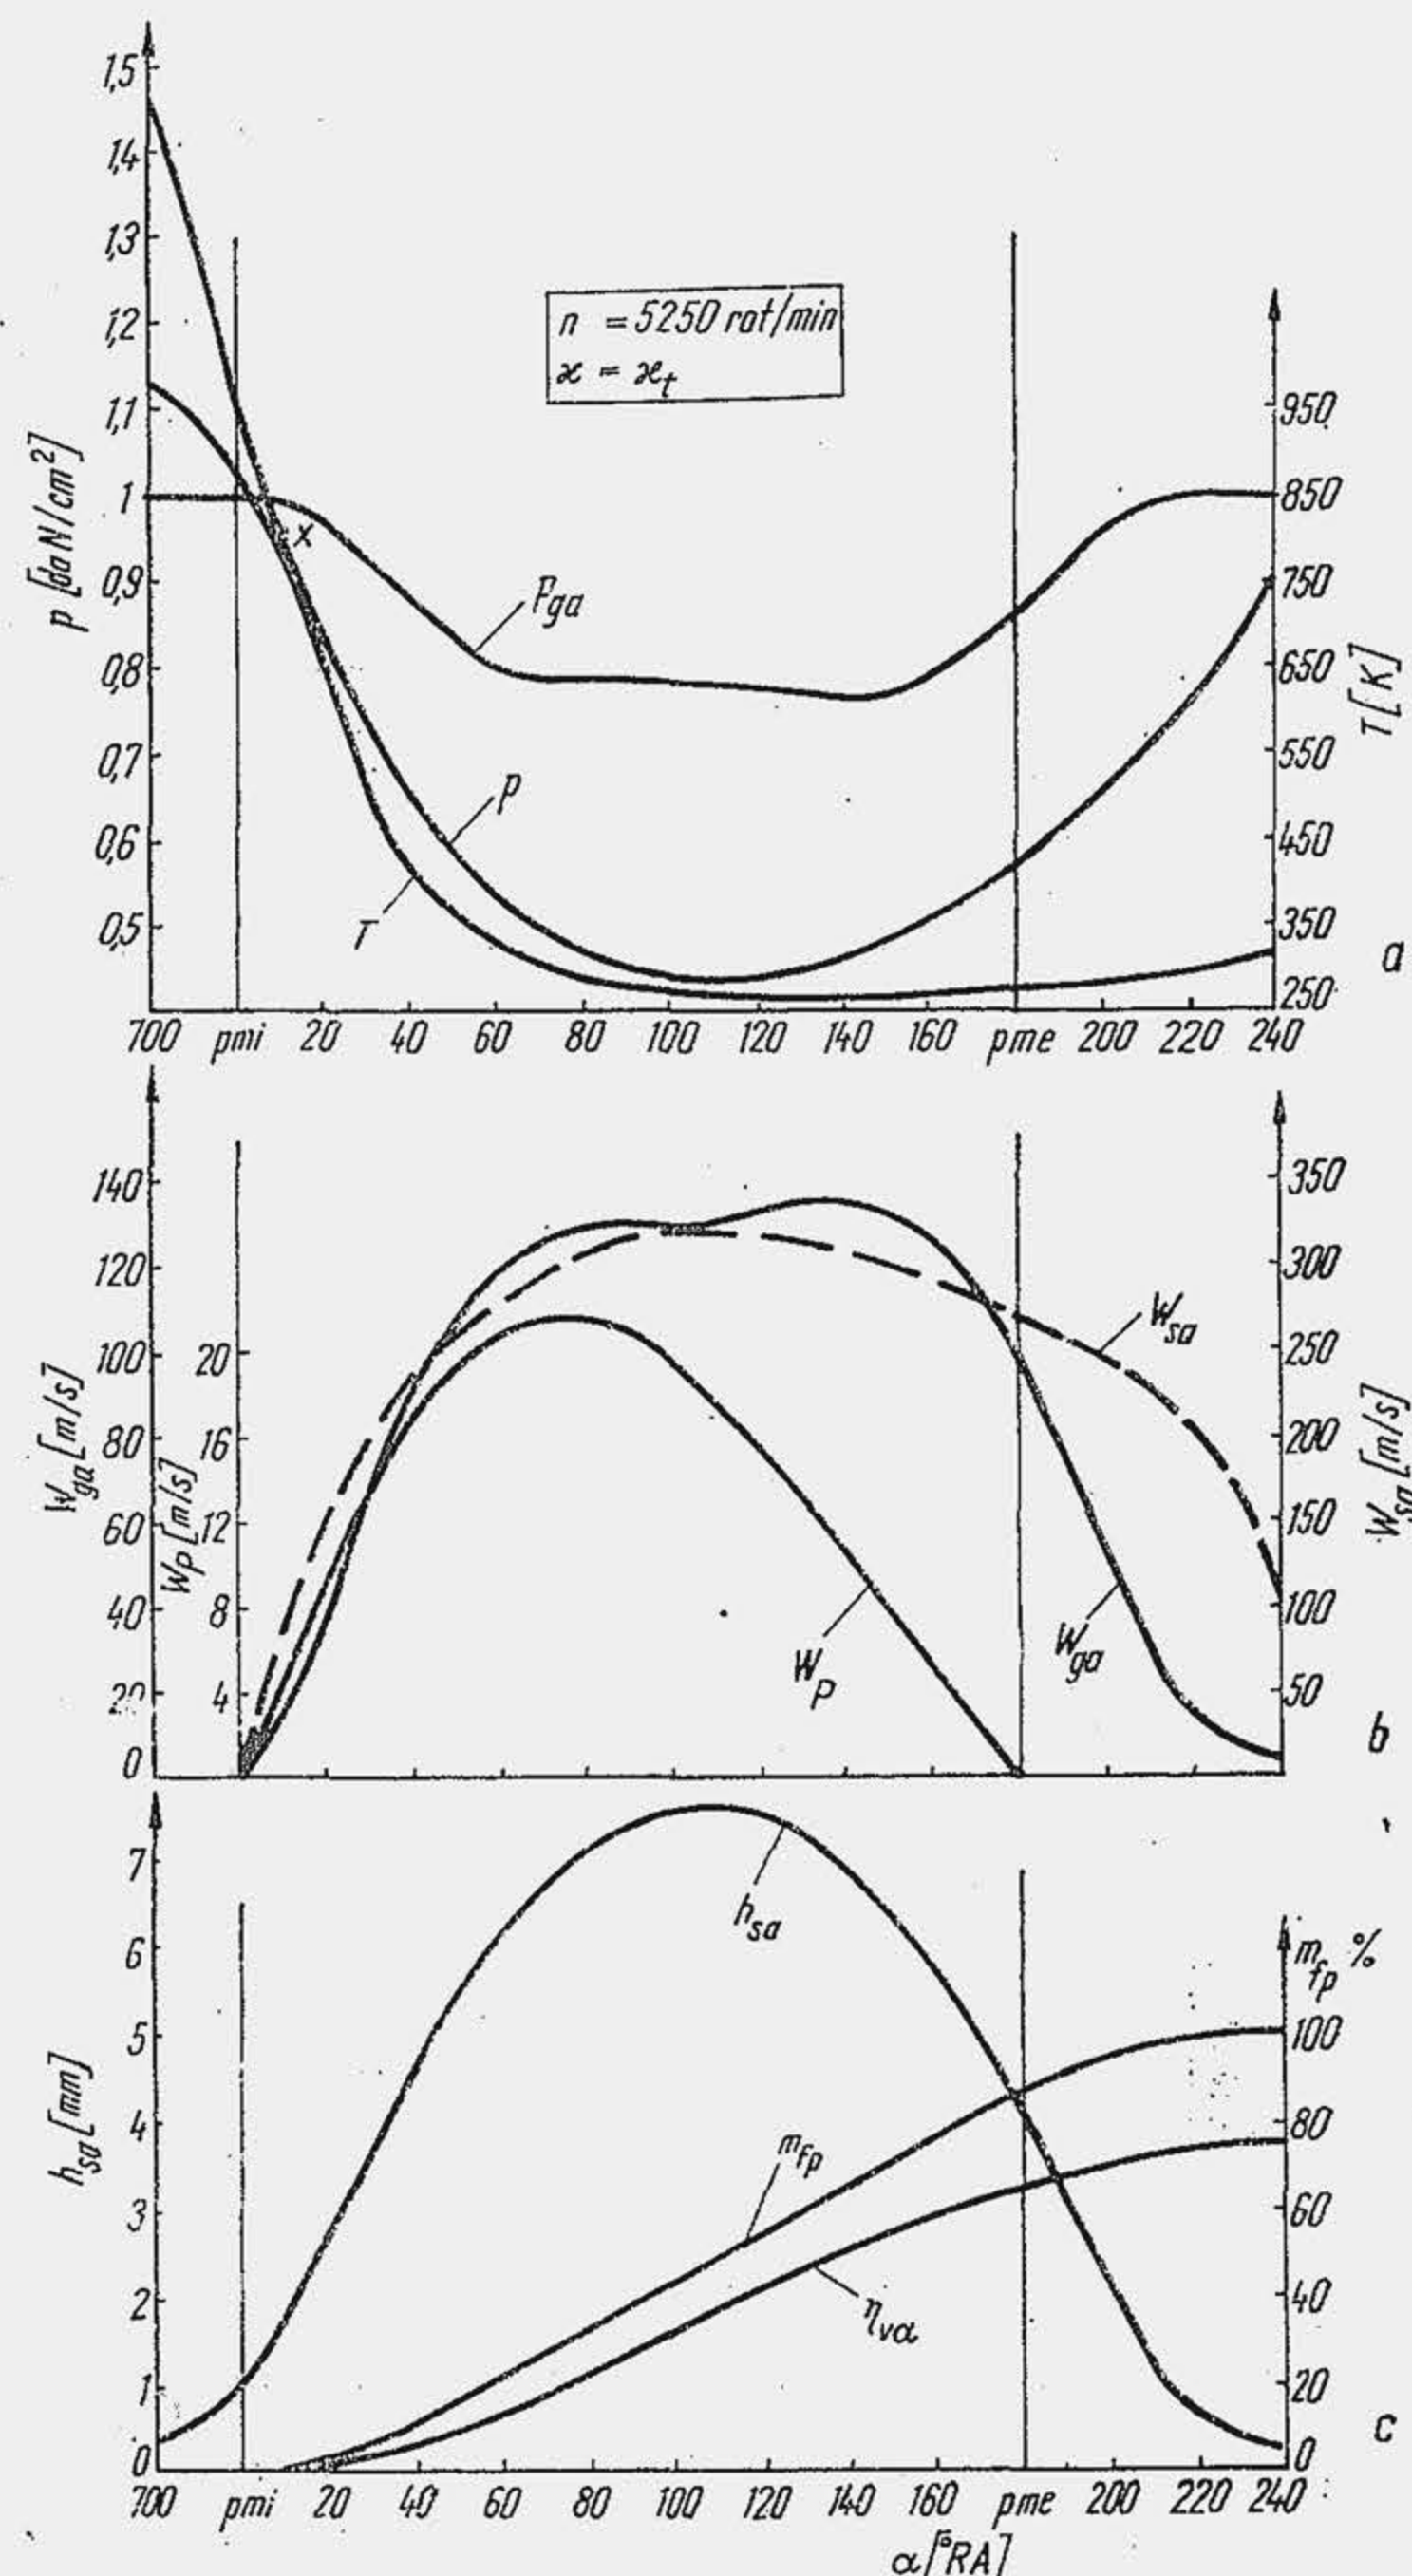 1,5
1,4
1,3
1,2
1,1
1
0,9
0,8
0,7
0,6
0,5
p [daN/cm²]
n = 5250 rot/min
ϰ = ϰt
x
Pga
p
T
950
850
750
650
550
450
350
250
T [K]
a
700 pmi 20 40 60 80 100 120 140 160 pme 200 220 240
140
120
100
80
60
40
20
0
Wga [m/s]
20
16
12
8
4
Wp [m/s]
Wsa
Wp
Wga
350
300
250
200
150
100
50
Wsa [m/s]
b
7
6
5
4
3
2
1
0
hsa [mm]
hsa
mfp
ηvα
mfp %
100
80
60
40
20
0
c
700 pmi 20 40 60 80 100 120 140 160 pme 200 220 240
α [°RA]